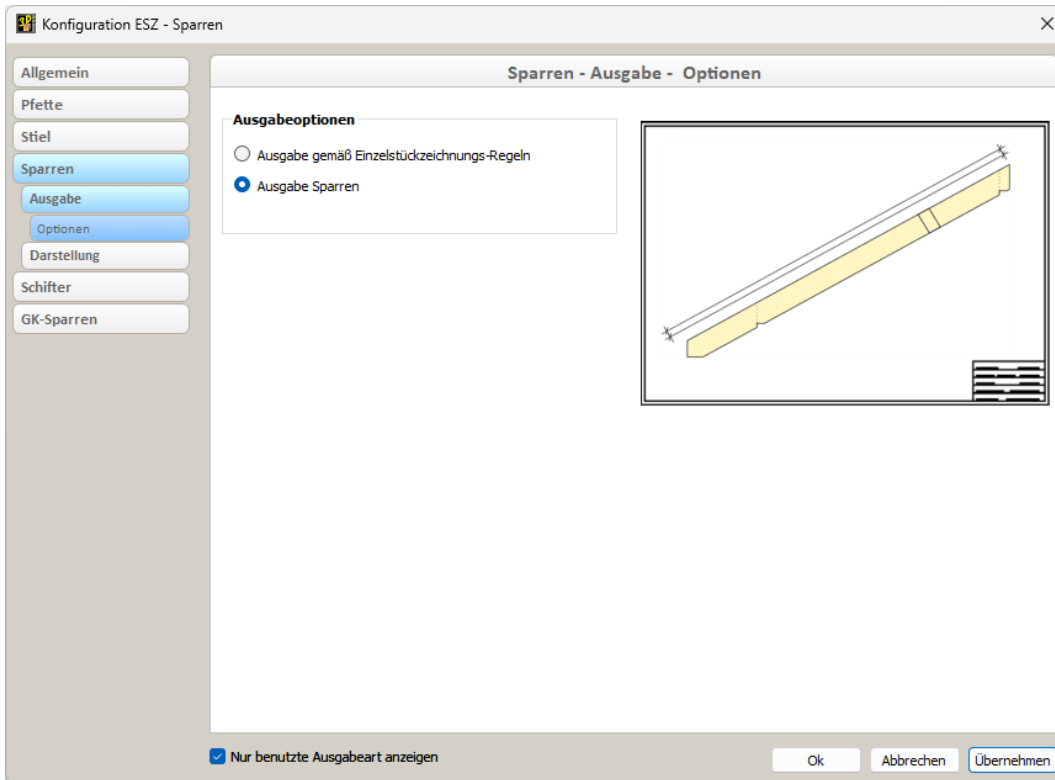 Konfiguration ESZ - Sparren
Allgemein
Pfette
Stiel
Sparren
Ausgabe
Optionen
Darstellung
Schifter
GK-Sparren
Sparren - Ausgabe - Optionen
Ausgabeoptionen
Ausgabe gemäß Einzelstückzeichnungs-Regeln
Ausgabe Sparren
Nur benutzte Ausgabeart anzeigen
Ok
Abbrechen
Übernehmen